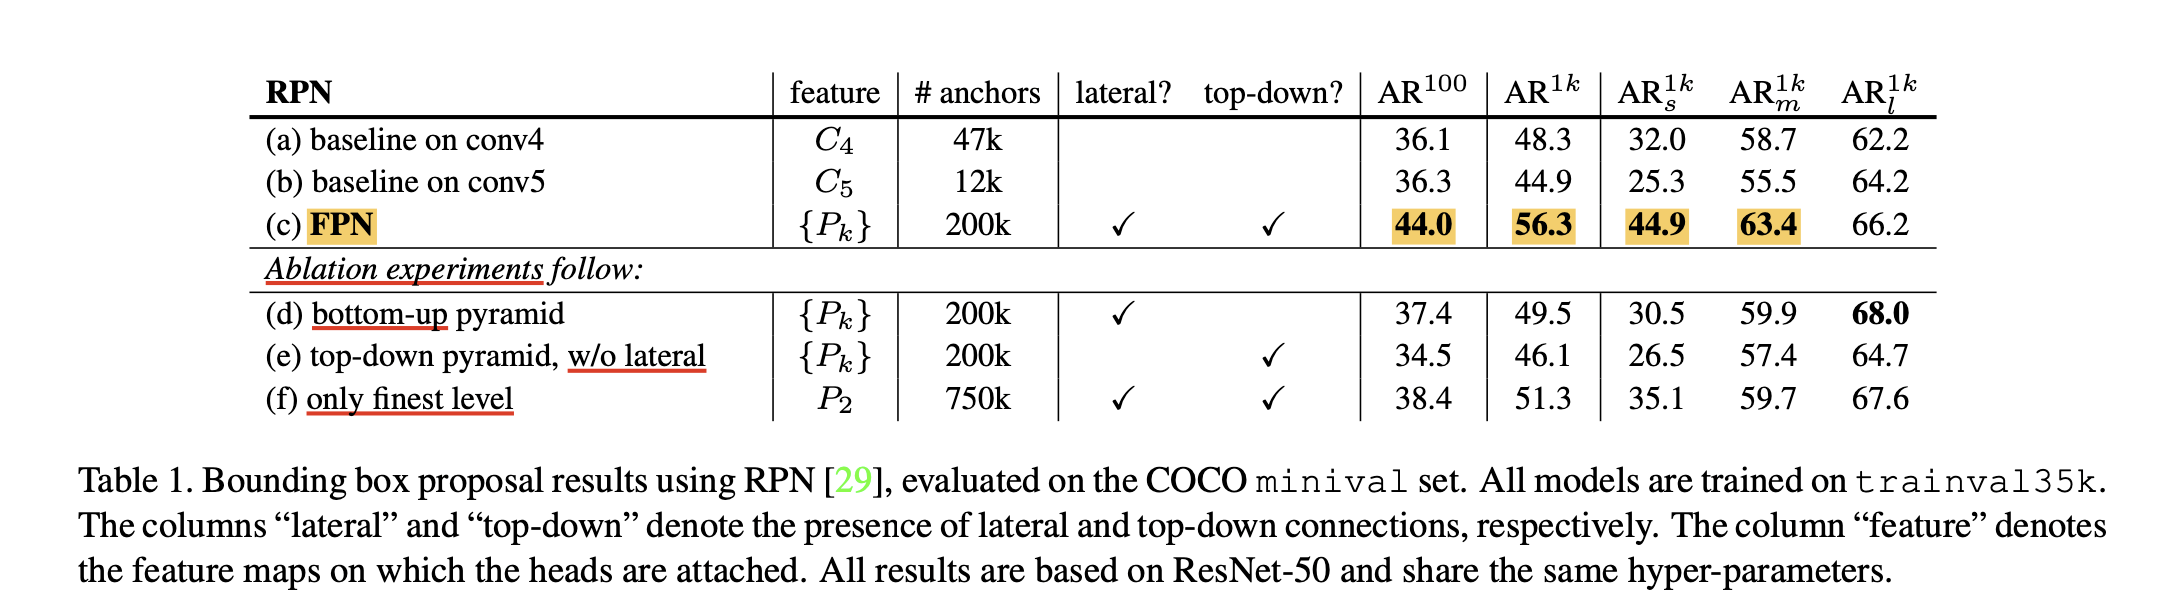 RPN feature # anchors lateral? top-down? AR^100 AR^1k AR_s^1k AR_m^1k AR_l^1k
(a) baseline on conv4 C_4 47k 36.1 48.3 32.0 58.7 62.2
(b) baseline on conv5 C_5 12k 36.3 44.9 25.3 55.5 64.2
(c) FPN {P_k} 200k ✓ ✓ 44.0 56.3 44.9 63.4 66.2
Ablation experiments follow:
(d) bottom-up pyramid {P_k} 200k ✓ 37.4 49.5 30.5 59.9 68.0
(e) top-down pyramid, w/o lateral {P_k} 200k ✓ 34.5 46.1 26.5 57.4 64.7
(f) only finest level P_2 750k ✓ ✓ 38.4 51.3 35.1 59.7 67.6
Table 1. Bounding box proposal results using RPN [29], evaluated on the COCO minival set. All models are trained on trainval35k.
The columns “lateral” and “top-down” denote the presence of lateral and top-down connections, respectively. The column “feature” denotes
the feature maps on which the heads are attached. All results are based on ResNet-50 and share the same hyper-parameters.